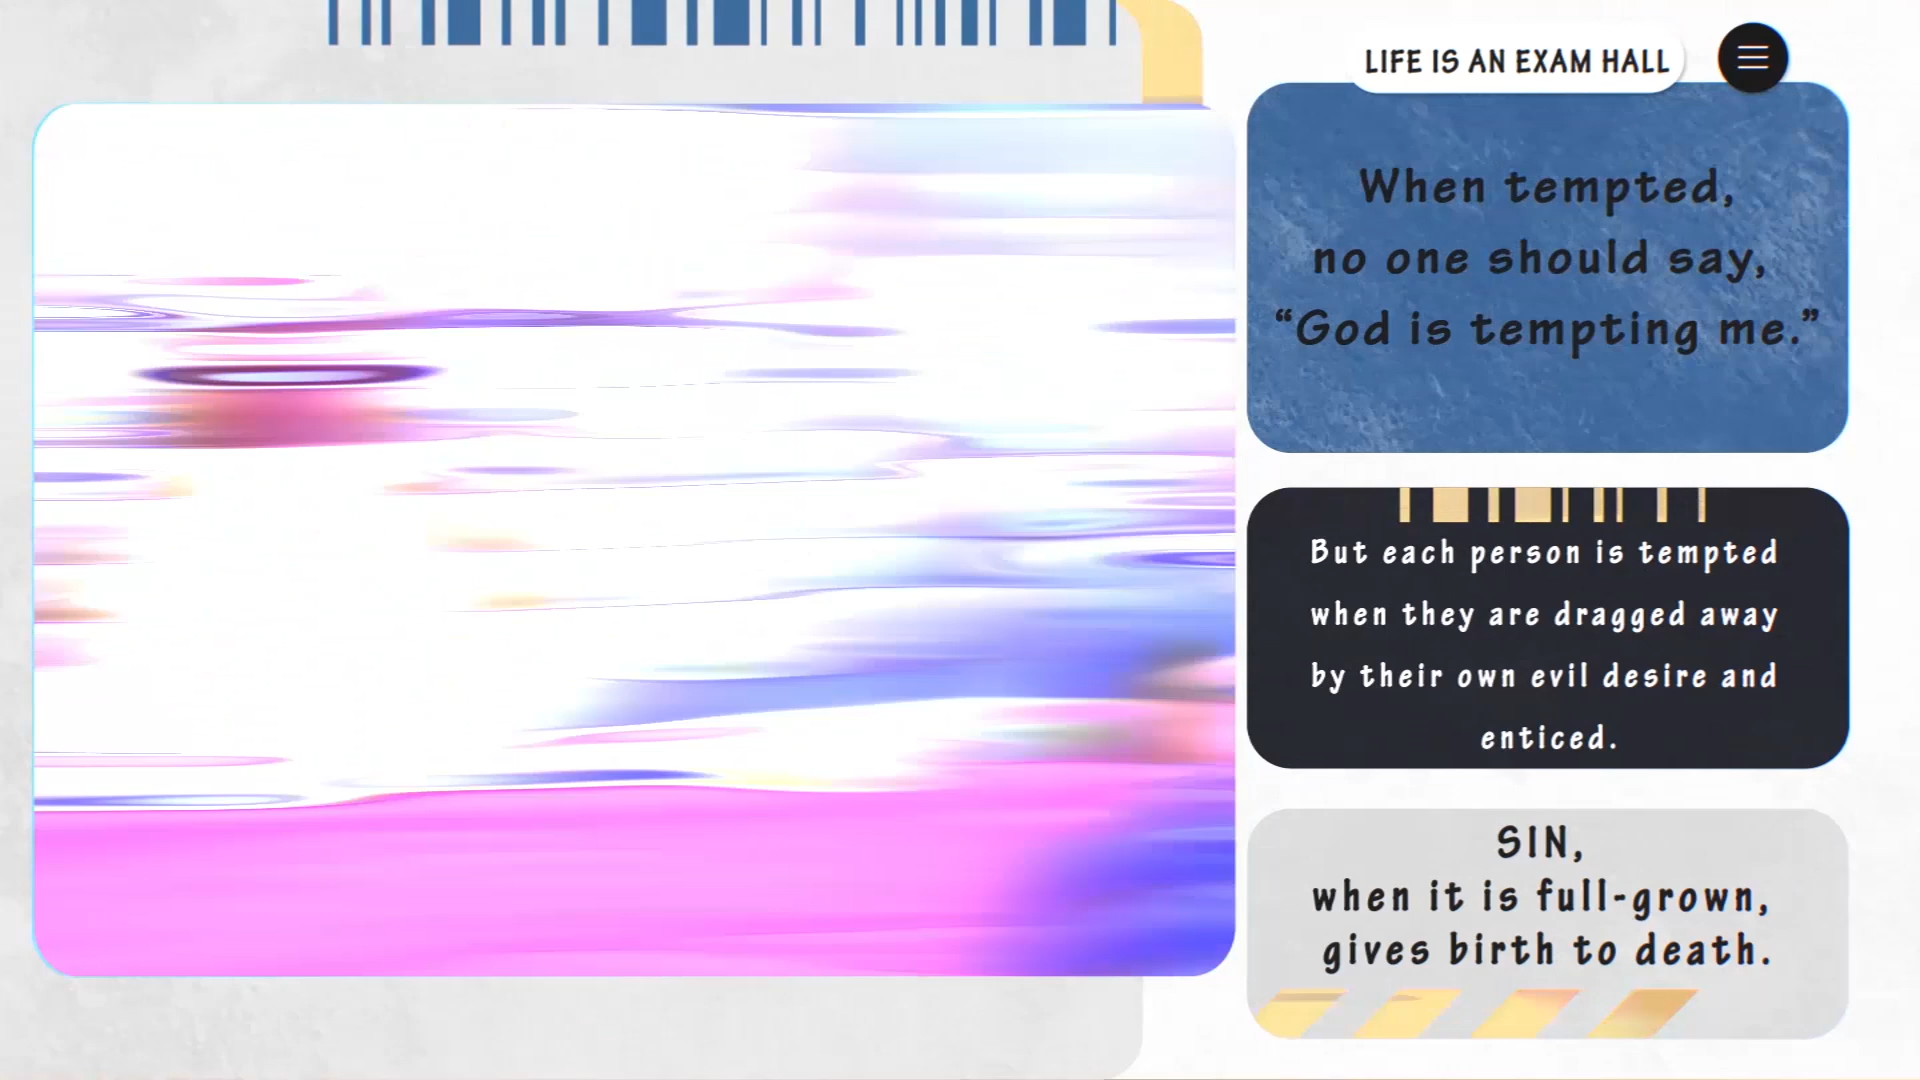 LIFE IS AN EXAM HALL
When tempted,
no one should say,
“God is tempting me.”
But each person is tempted
when they are dragged away
by their own evil desire and
enticed.
SIN,
when it is full-grown,
gives birth to death.